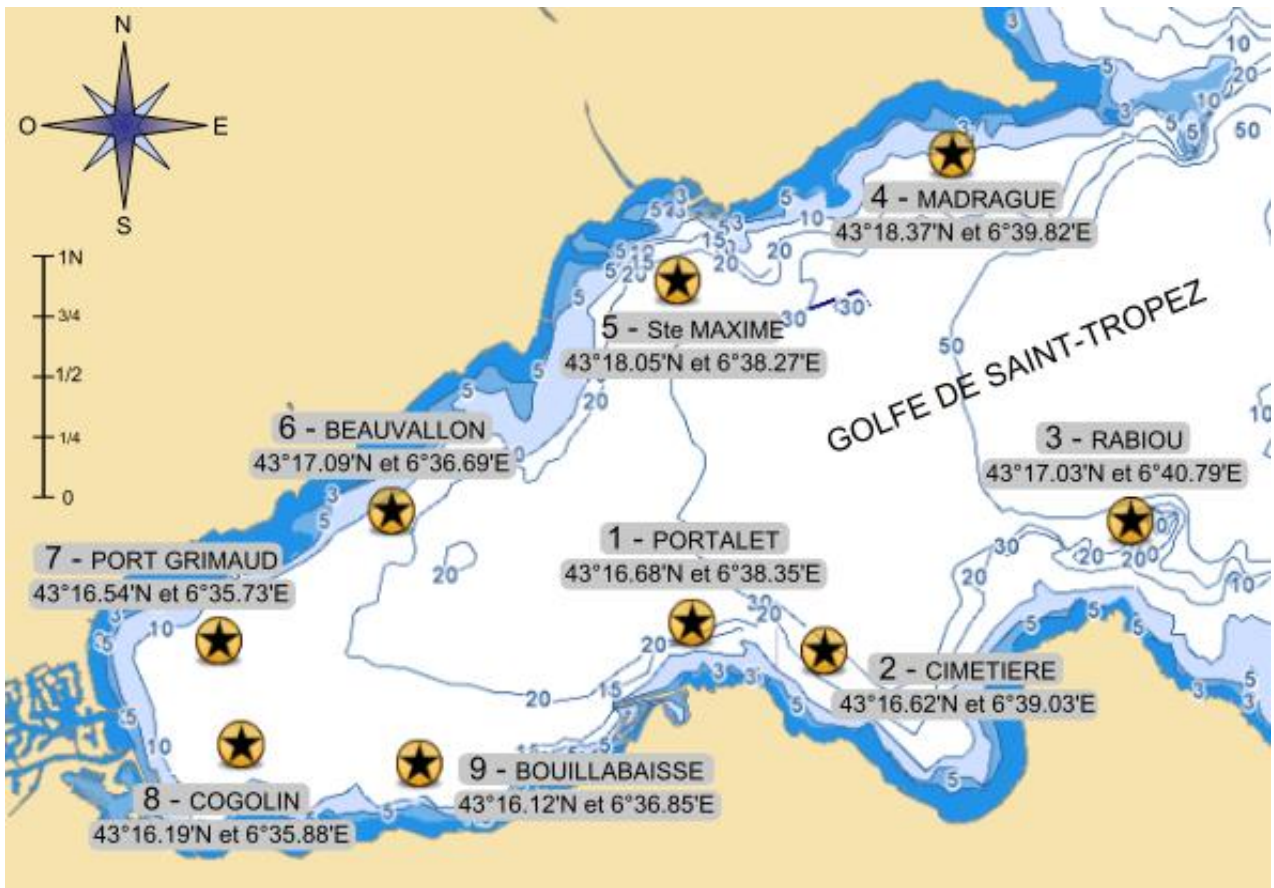 N
O
E
S
1N
3/4
1/2
1/4
0
3
5
10
20
50
4 - MADRAGUE
43°18.37'N et 6°39.82'E
5 - Ste MAXIME
43°18.05'N et 6°38.27'E
GOLFE DE SAINT-TROPEZ
6 - BEAUVALLON
43°17.09'N et 6°36.69'E
3 - RABIOU
43°17.03'N et 6°40.79'E
7 - PORT GRIMAUD
43°16.54'N et 6°35.73'E
1 - PORTALET
43°16.68'N et 6°38.35'E
2 - CIMETIERE
43°16.62'N et 6°39.03'E
9 - BOUILLABAISSE
43°16.12'N et 6°36.85'E
8 - COGOLIN
43°16.19'N et 6°35.88'E